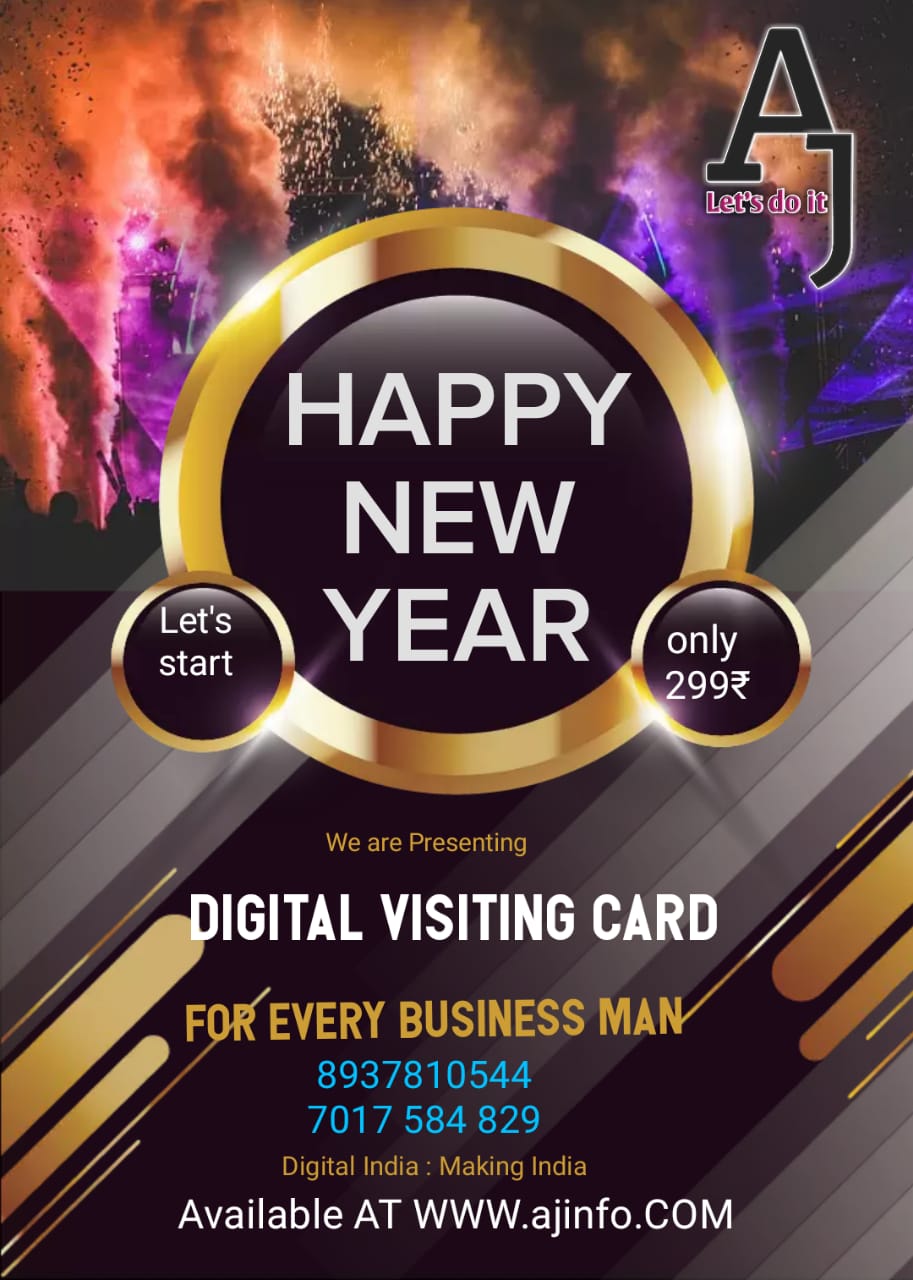 AJ
Let's do it
HAPPY
NEW
YEAR
Let's
start
only
299₹
We are Presenting
DIGITAL VISITING CARD
FOR EVERY BUSINESS MAN
8937810544
7017 584 829
Digital India : Making India
Available AT WWW.ajinfo.COM